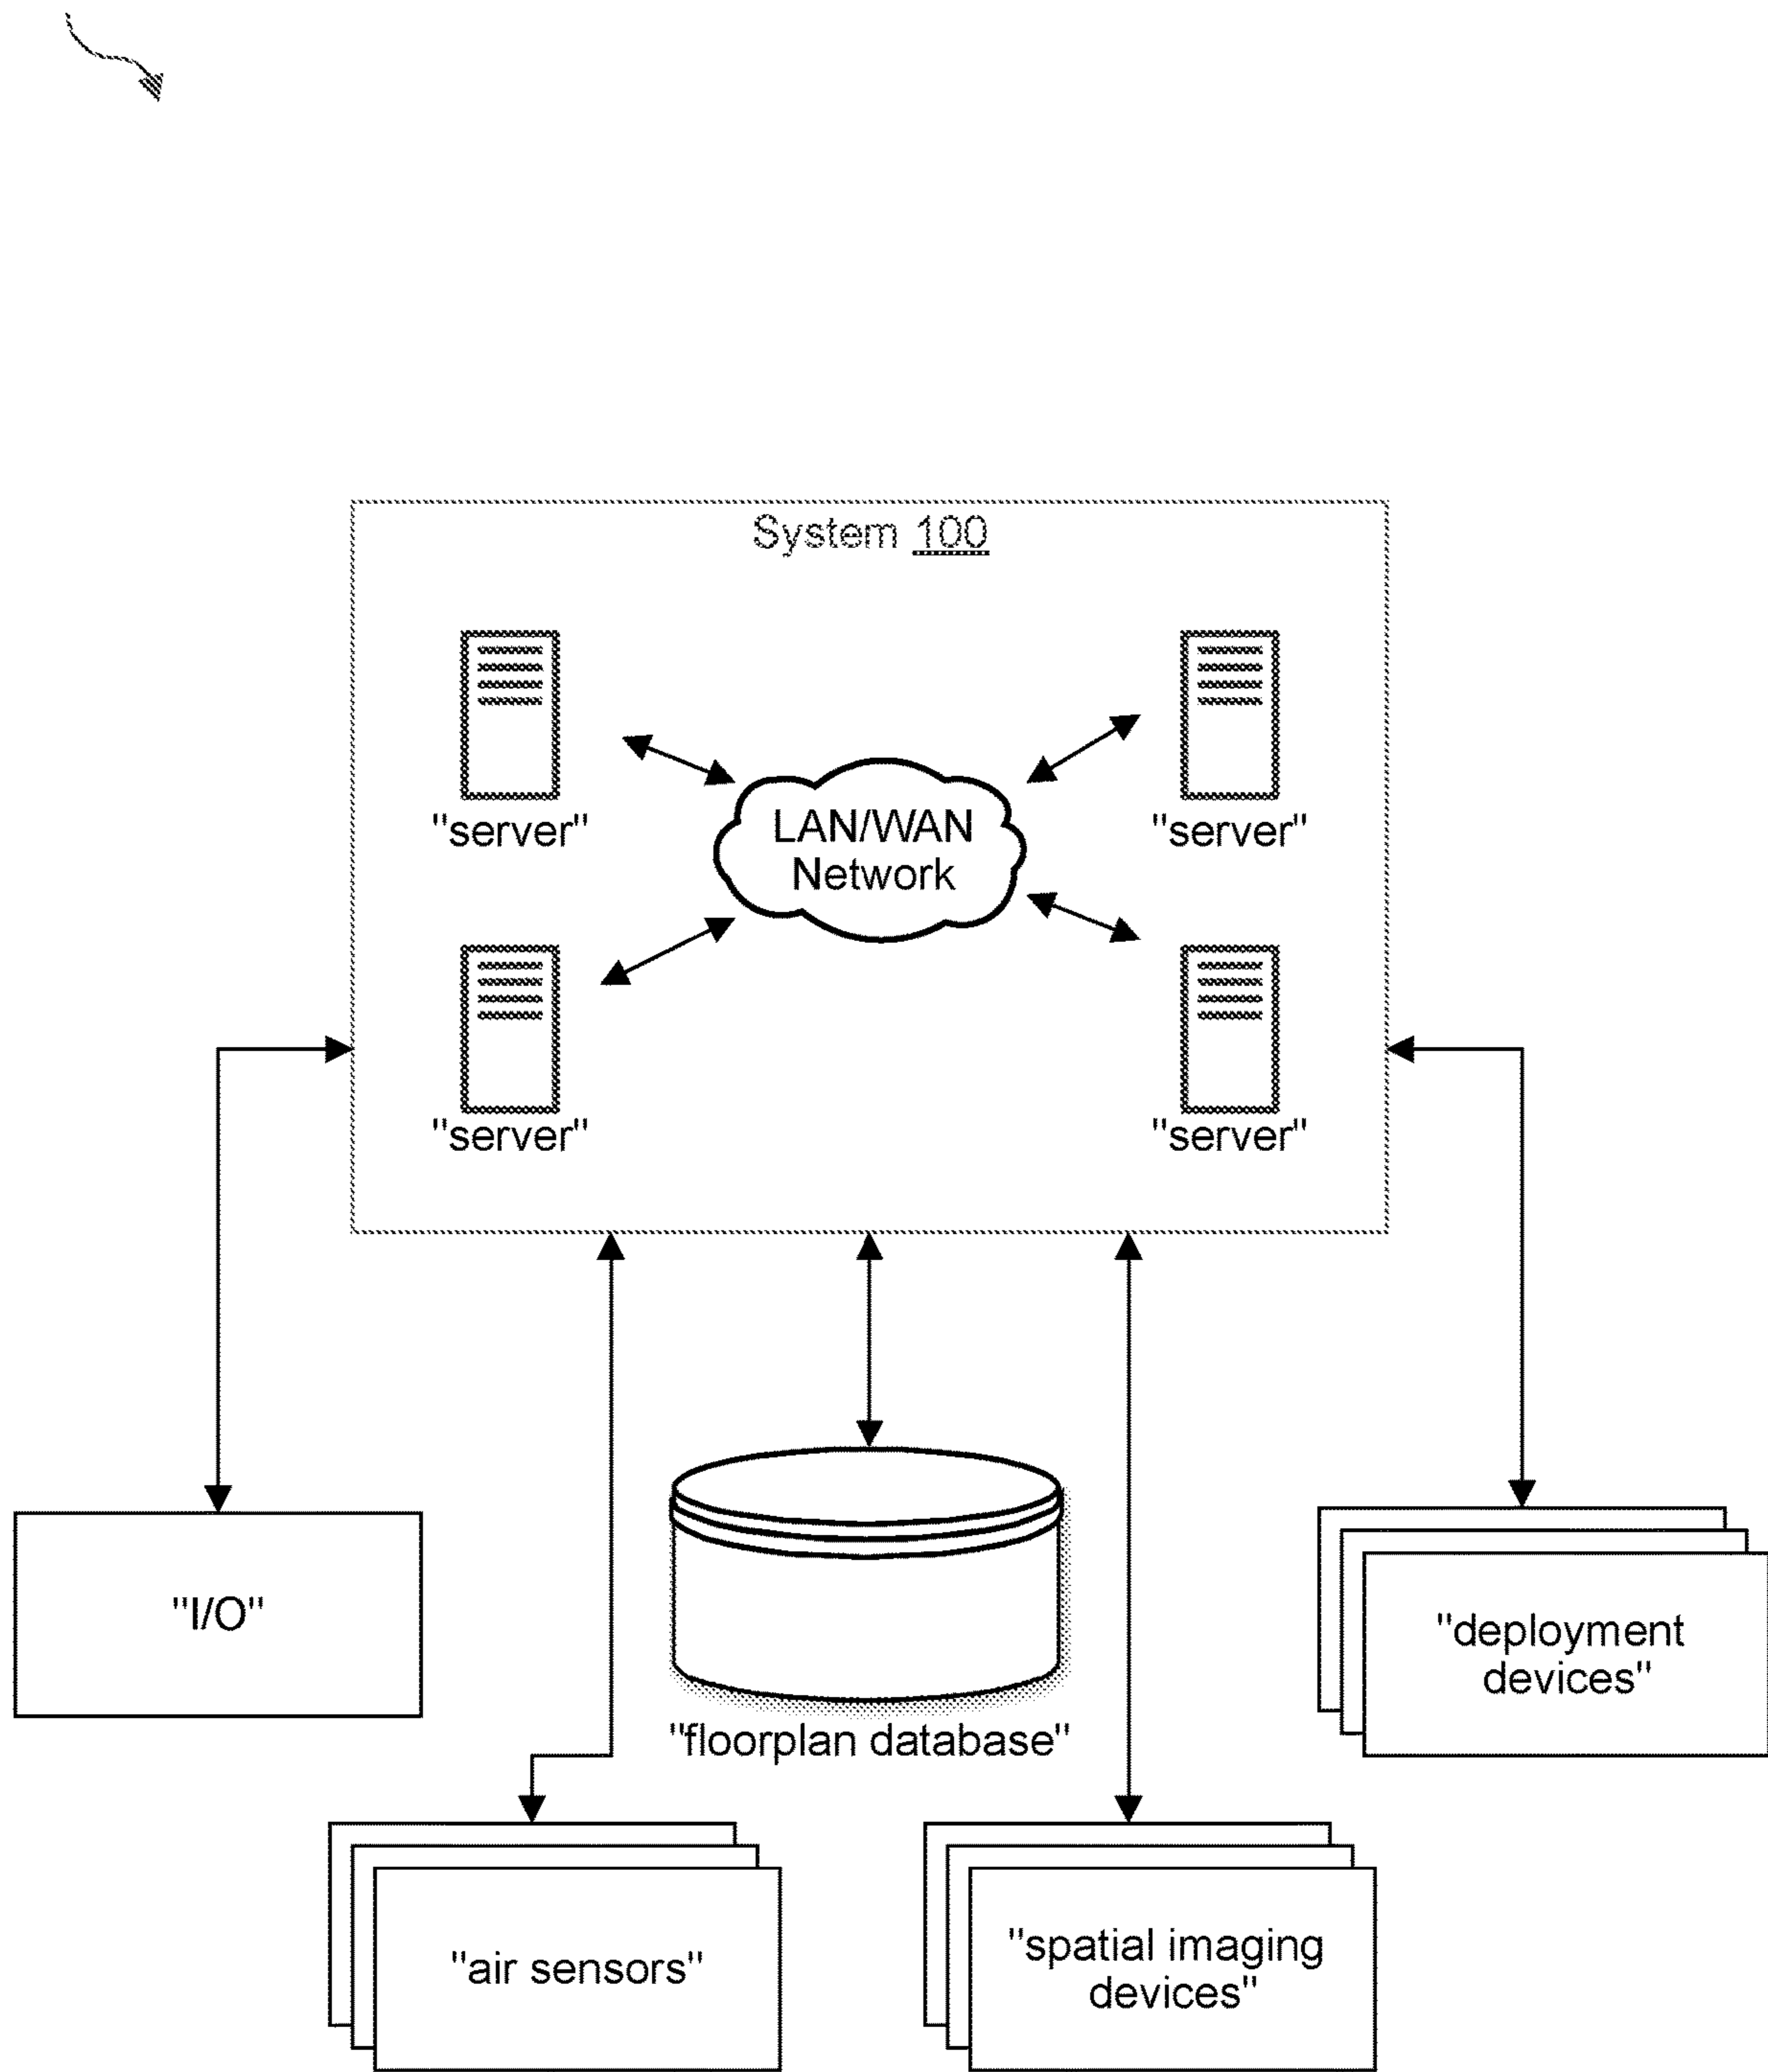 System 100
"server"
"server"
LAN/WAN
Network
"server"
"server"
"I/O"
"deployment
devices"
"floorplan database"
"air sensors"
"spatial imaging
devices"